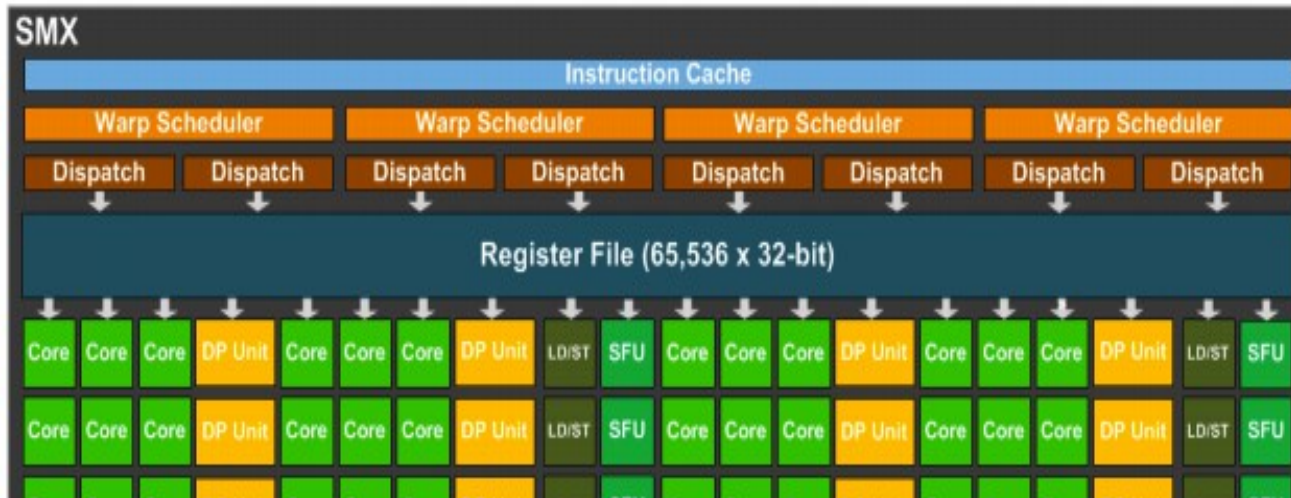 SMX
Instruction Cache
Warp Scheduler Warp Scheduler Warp Scheduler Warp Scheduler
Dispatch Dispatch Dispatch Dispatch Dispatch Dispatch Dispatch Dispatch
Register File (65,536 x 32-bit)
Core Core Core DP Unit Core Core Core DP Unit LD/ST SFU Core Core Core DP Unit Core Core Core DP Unit LD/ST SFU
Core Core Core DP Unit Core Core Core DP Unit LD/ST SFU Core Core Core DP Unit Core Core Core DP Unit LD/ST SFU